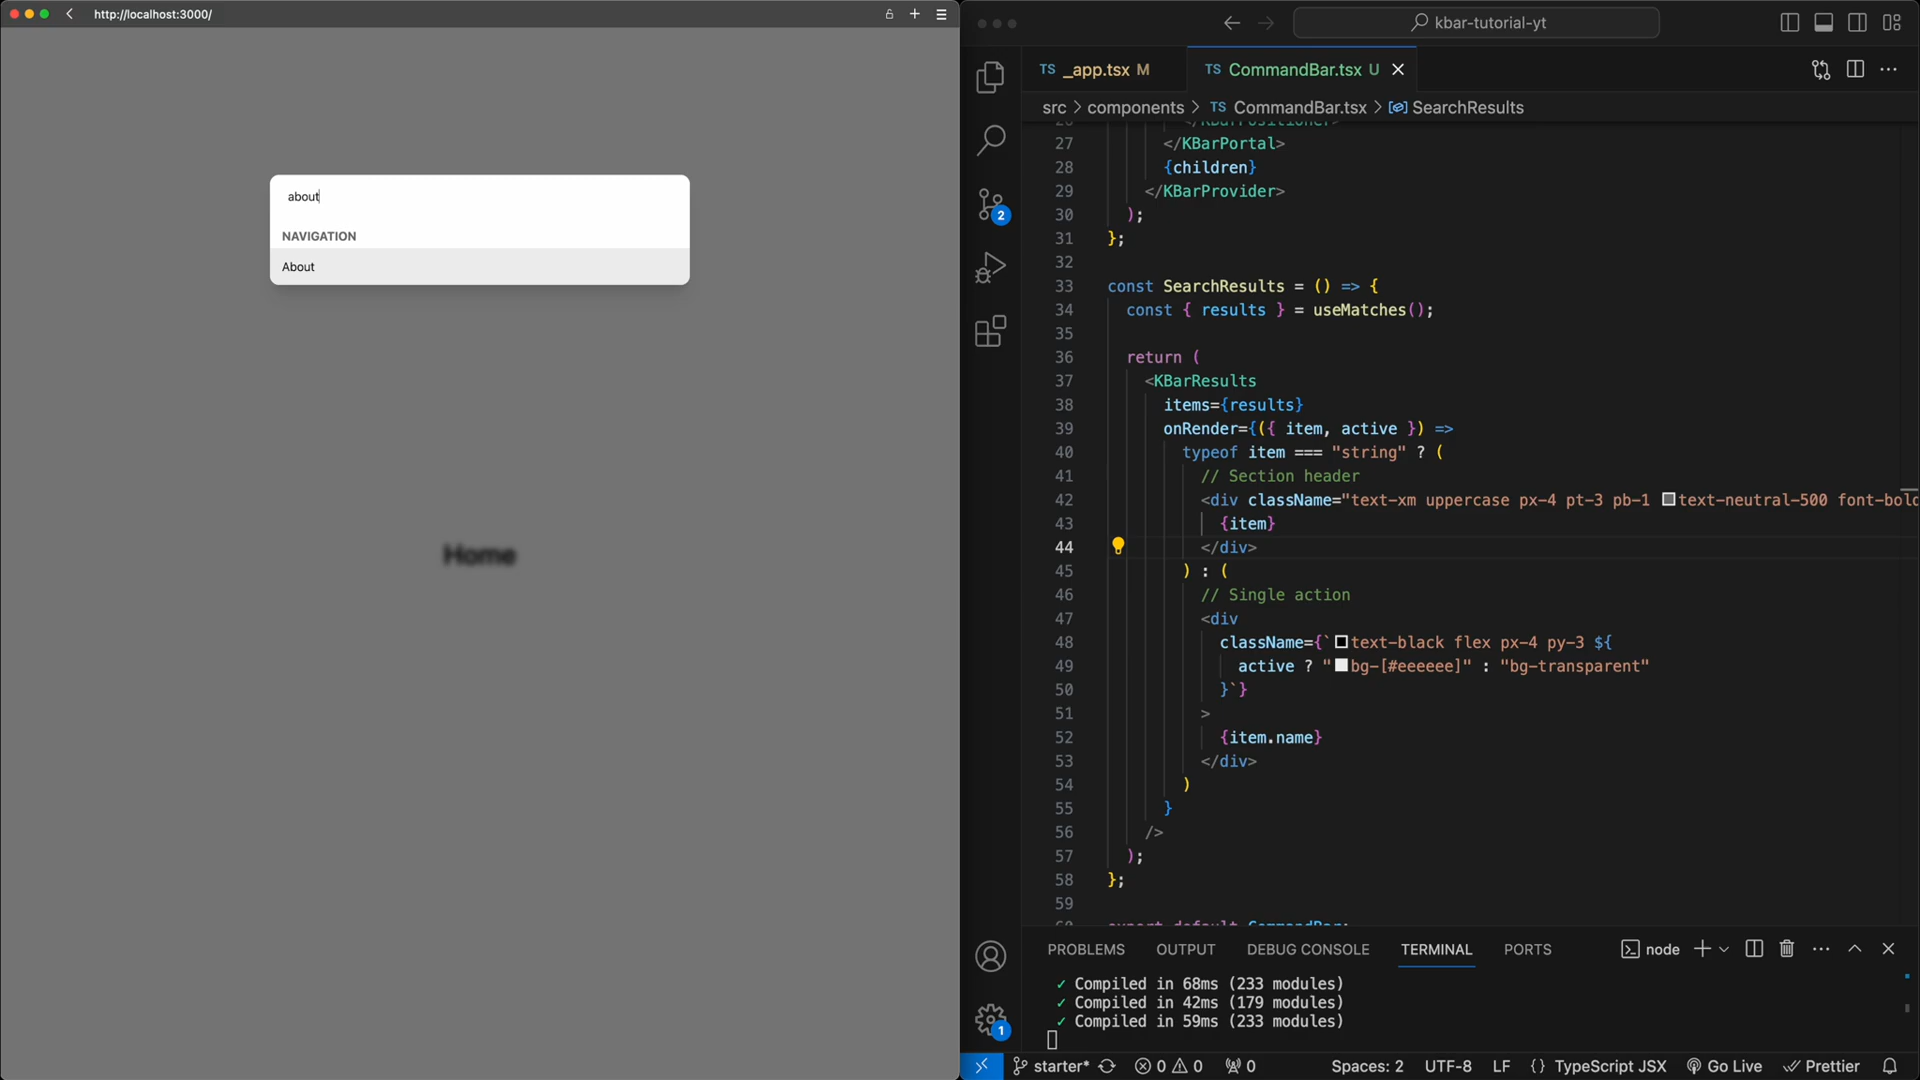 http://localhost:3000/
about
NAVIGATION
About
Home
kbar-tutorial-yt
TS _app.tsx M
TS CommandBar.tsx U
src > components > TS CommandBar.tsx > SearchResults
27 </KBarPortal>
28 {children}
29 </KBarProvider>
30 );
31 };
32
33 const SearchResults = () => {
34 const { results } = useMatches();
35
36 return (
37 <KBarResults
38 items={results}
39 onRender={({ item, active }) =>
40 typeof item === "string" ? (
41 // Section header
42 <div className="text-xm uppercase px-4 pt-3 pb-1 text-neutral-500 font-bold
43 {item}
44 </div>
45 ) : (
46 // Single action
47 <div
48 className={`text-black flex px-4 py-3 ${
49 active ? "bg-[#eeeeee]" : "bg-transparent"
50 }`}
51 >
52 {item.name}
53 </div>
54 )
55 }
56 />
57 );
58 };
59
PROBLEMS OUTPUT DEBUG CONSOLE TERMINAL PORTS node
✓ Compiled in 68ms (233 modules)
✓ Compiled in 42ms (179 modules)
✓ Compiled in 59ms (233 modules)
2
1
starter* 0 0 0 Spaces: 2 UTF-8 LF {} TypeScript JSX Go Live Prettier